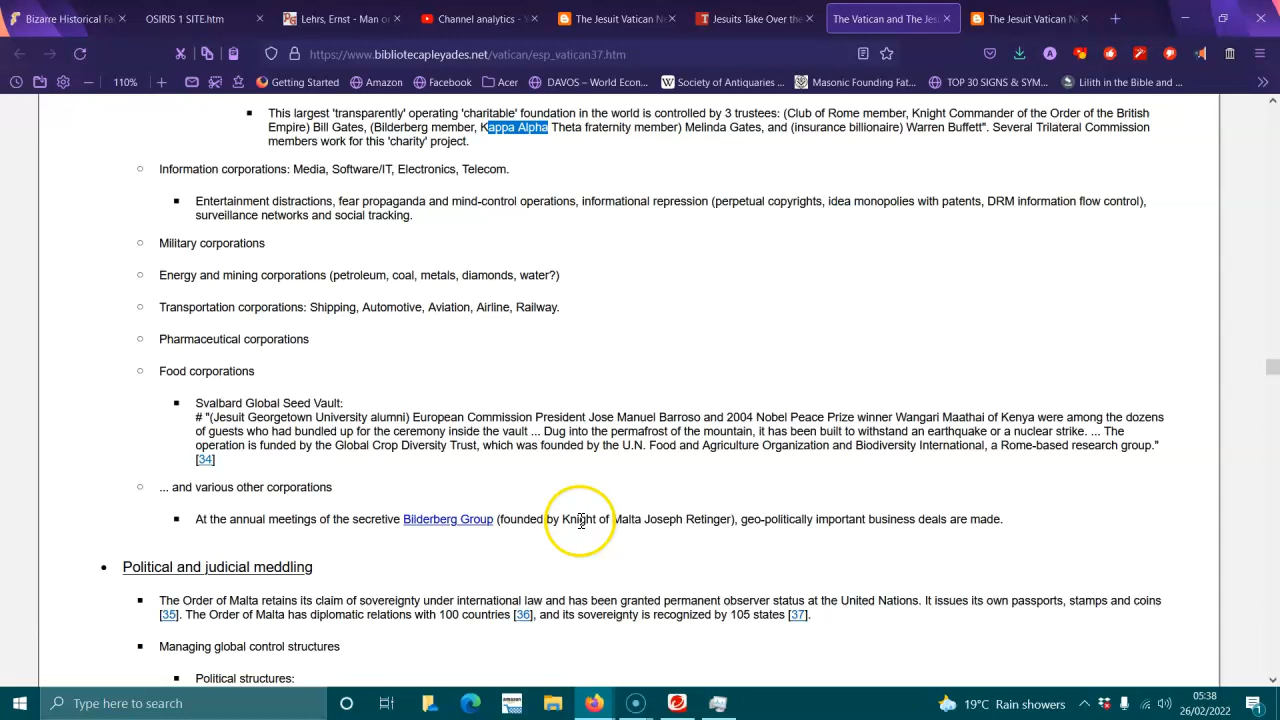 Bizarre Historical Fa
OSIRIS 1 SITE.htm
Lehrs, Ernst - Man o
Channel analytics - Y
The Jesuit Vatican Ne
Jesuits Take Over the
The Vatican and The Jes
The Jesuit Vatican Ne
https://www.bibliotecapleyades.net/vatican/esp_vatican37.htm
110%
Getting Started
Amazon
Facebook
Acer
DAVOS – World Econ...
Society of Antiquaries ...
Masonic Founding Fat...
TOP 30 SIGNS & SYM...
Lilith in the Bible and ...
This largest 'transparently' operating 'charitable' foundation in the world is controlled by 3 trustees: (Club of Rome member, Knight Commander of the Order of the British
Empire) Bill Gates, (Bilderberg member, Kappa Alpha Theta fraternity member) Melinda Gates, and (insurance billionaire) Warren Buffett". Several Trilateral Commission
members work for this 'charity' project.
Information corporations: Media, Software/IT, Electronics, Telecom.
Entertainment distractions, fear propaganda and mind-control operations, informational repression (perpetual copyrights, idea monopolies with patents, DRM information flow control),
surveillance networks and social tracking.
Military corporations
Energy and mining corporations (petroleum, coal, metals, diamonds, water?)
Transportation corporations: Shipping, Automotive, Aviation, Airline, Railway.
Pharmaceutical corporations
Food corporations
Svalbard Global Seed Vault:
# "(Jesuit Georgetown University alumni) European Commission President Jose Manuel Barroso and 2004 Nobel Peace Prize winner Wangari Maathai of Kenya were among the dozens
of guests who had bundled up for the ceremony inside the vault ... Dug into the permafrost of the mountain, it has been built to withstand an earthquake or a nuclear strike. ... The
operation is funded by the Global Crop Diversity Trust, which was founded by the U.N. Food and Agriculture Organization and Biodiversity International, a Rome-based research group."
[34]
... and various other corporations
At the annual meetings of the secretive Bilderberg Group (founded by Knight of Malta Joseph Retinger), geo-politically important business deals are made.
Political and judicial meddling
The Order of Malta retains its claim of sovereignty under international law and has been granted permanent observer status at the United Nations. It issues its own passports, stamps and coins
[35]. The Order of Malta has diplomatic relations with 100 countries [36], and its sovereignty is recognized by 105 states [37].
Managing global control structures
Political structures:
Type here to search
19°C Rain showers
05:38
26/02/2022